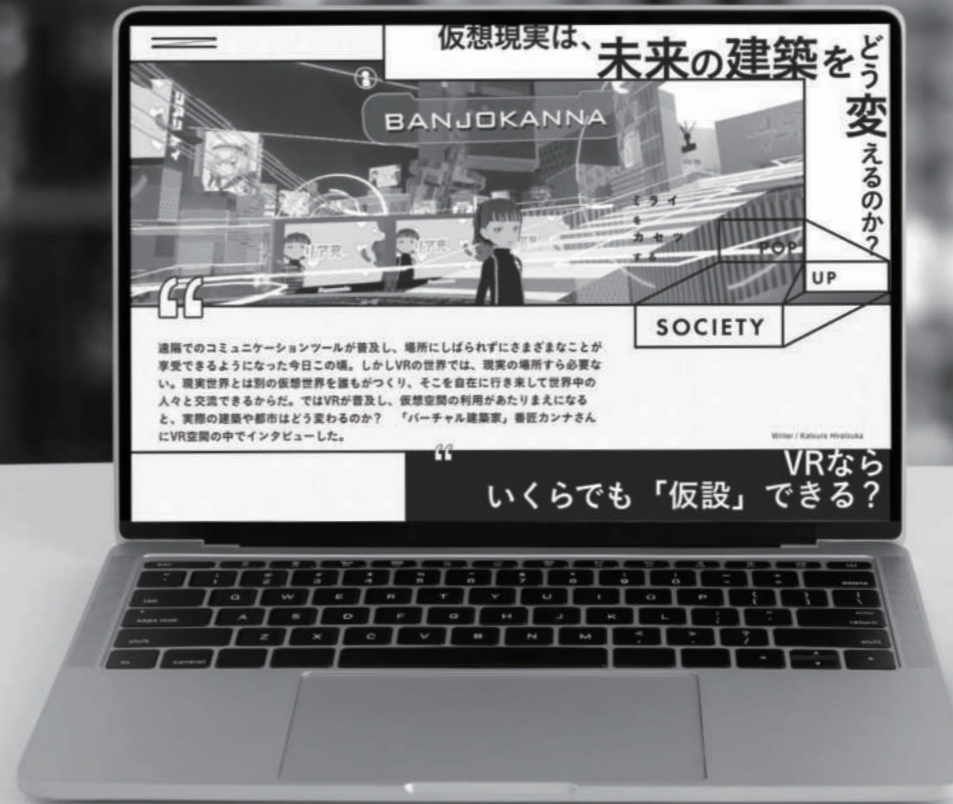 仮想現実は、
未来の建築を
どう変えるのか?
BANJOKANNA
ミライ
を
カセツ
する
POP
UP
SOCIETY
“
遠隔でのコミュニケーションツールが普及し、場所にしばられずにさまざまなことが
享受できるようになった今日この頃。しかしVRの世界では、現実の場所すら必要な
い。現実世界とは別の仮想世界を誰もがつくり、そこを自在に行き来して世界中の
人々と交流できるからだ。ではVRが普及し、仮想空間の利用があたりまえになる
と、実際の建築や都市はどう変わるのか? 「バーチャル建築家」番匠カンナさん
にVR空間の中でインタビューした。
Writer / Katsura Hiratsuka
“
VRなら
いくらでも「仮設」できる?
delete
tab
Q W E R T Y U I O P
return
A S D F G H J K L
shift
Z X C V B N M
shift
fn
control